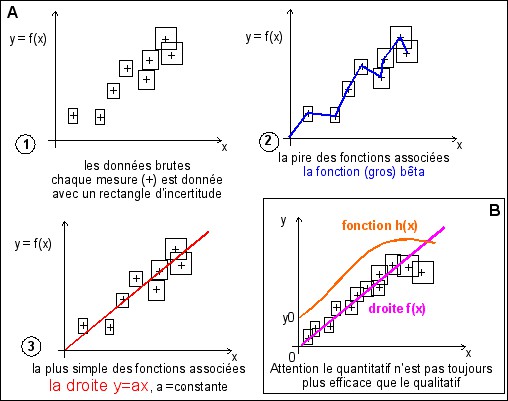 A
y = f(x)
x
1
les données brutes
chaque mesure (+) est donnée
avec un rectangle d'incertitude
y = f(x)
x
2
la pire des fonctions associées
la fonction (gros) bêta
y = f(x)
x
3
la plus simple des fonctions associées
la droite y=ax, a =constante
B
y
fonction h(x)
droite f(x)
y0
0
x
Attention le quantitatif n'est pas toujours
plus efficace que le qualitatif